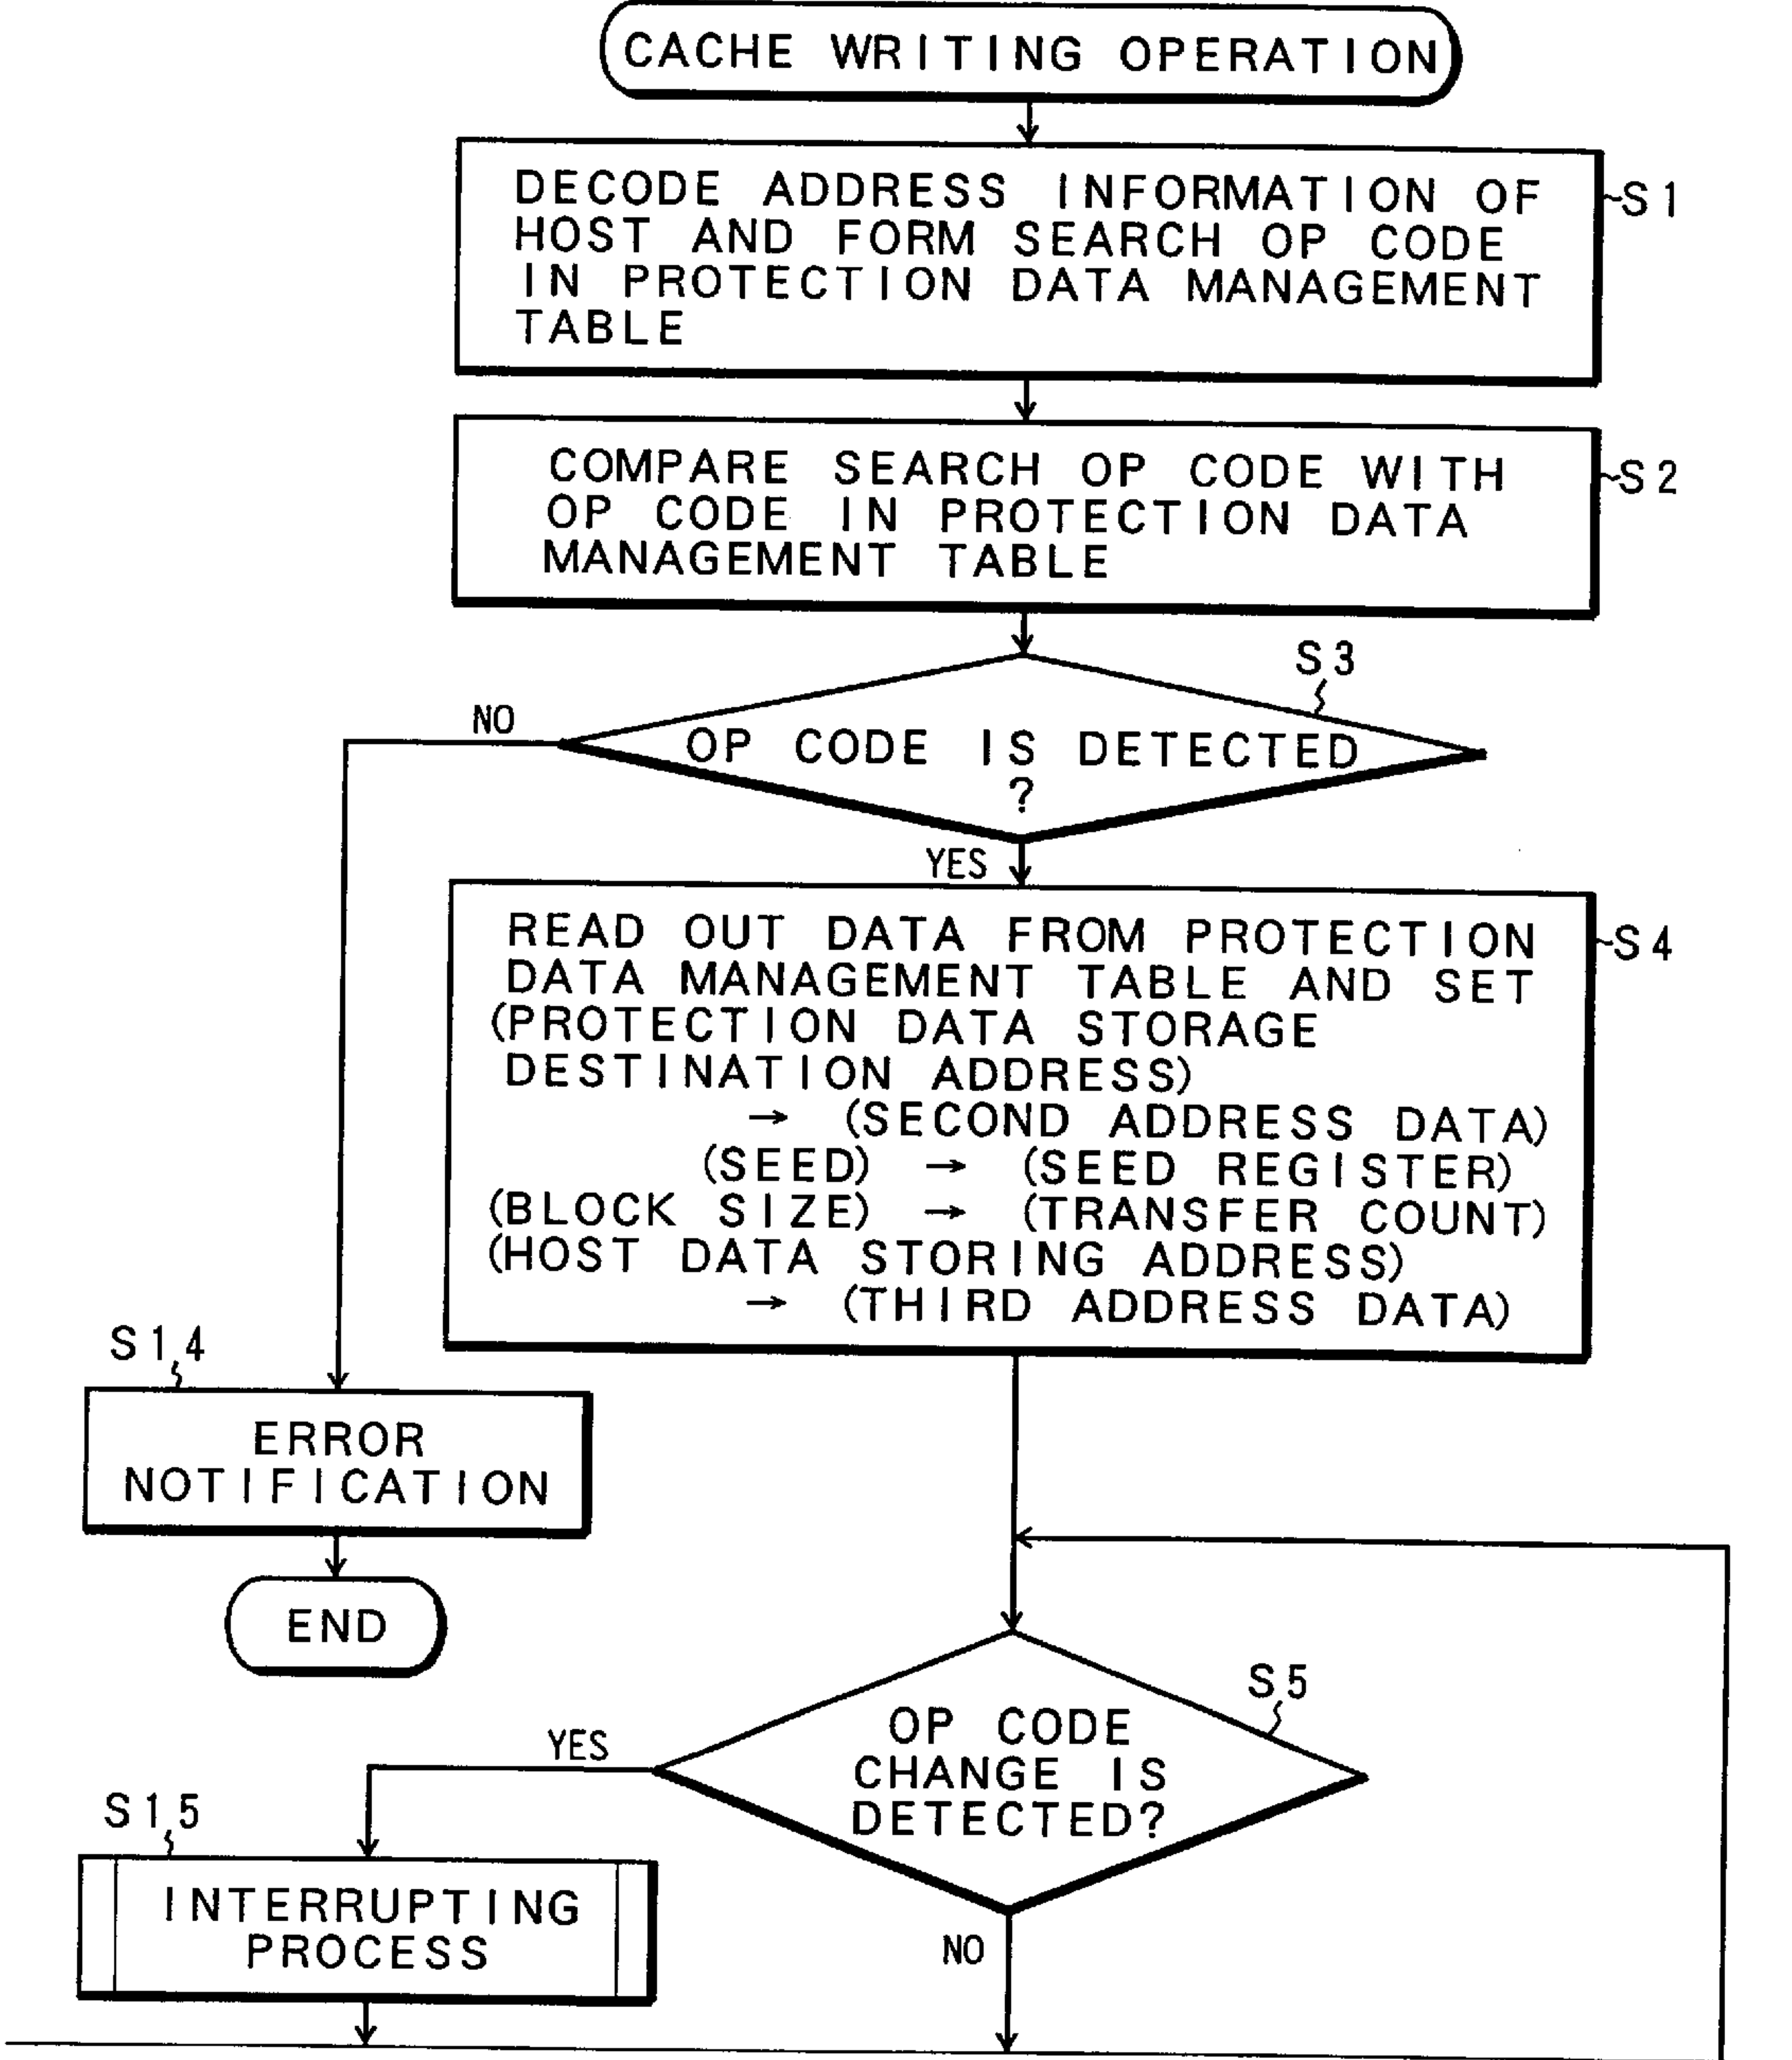 CACHE WRITING OPERATION
DECODE ADDRESS INFORMATION OF
HOST AND FORM SEARCH OP CODE
IN PROTECTION DATA MANAGEMENT
TABLE
S1
COMPARE SEARCH OP CODE WITH
OP CODE IN PROTECTION DATA
MANAGEMENT TABLE
S2
S3
NO
OP CODE IS DETECTED
?
YES
READ OUT DATA FROM PROTECTION
DATA MANAGEMENT TABLE AND SET
(PROTECTION DATA STORAGE
DESTINATION ADDRESS)
→ (SECOND ADDRESS DATA)
(SEED) → (SEED REGISTER)
(BLOCK SIZE) → (TRANSFER COUNT)
(HOST DATA STORING ADDRESS)
→ (THIRD ADDRESS DATA)
S4
S14
ERROR
NOTIFICATION
END
S5
OP CODE
CHANGE IS
DETECTED?
YES
S15
INTERRUPTING
PROCESS
NO